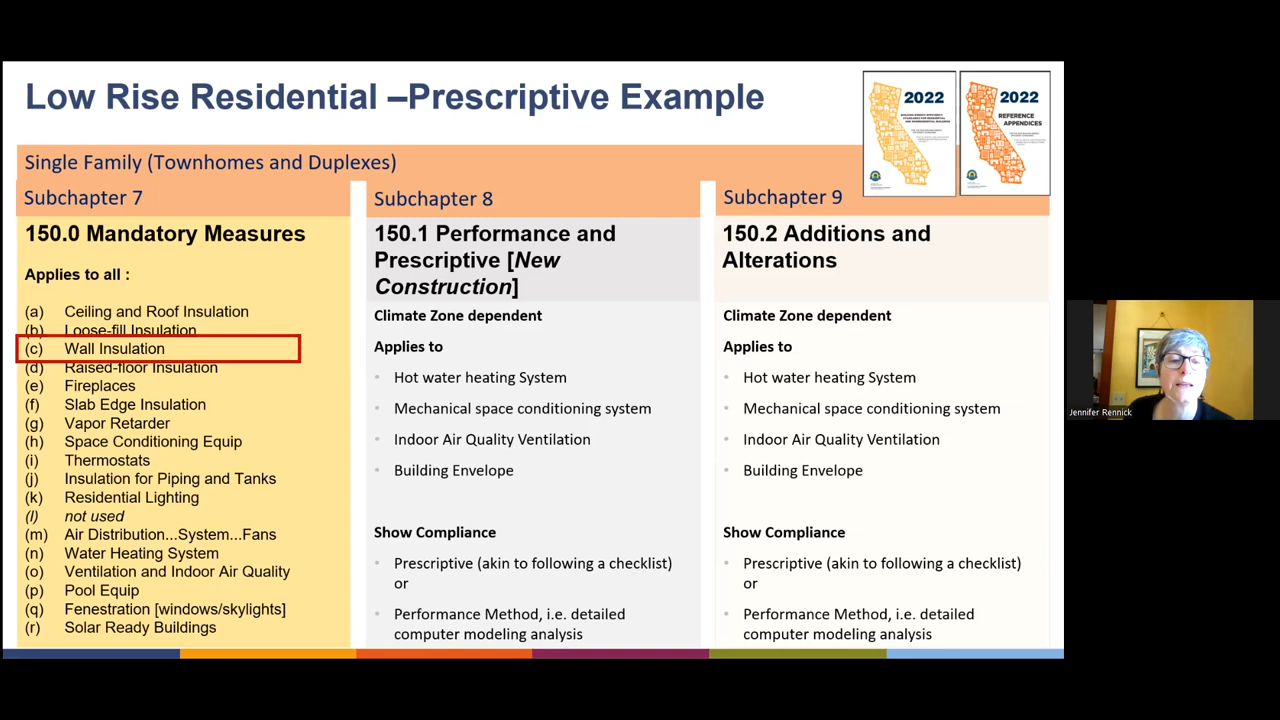 Low Rise Residential –Prescriptive Example
2022
2022
REFERENCE
APPENDICES
Single Family (Townhomes and Duplexes)
Subchapter 7
150.0 Mandatory Measures
Applies to all :
(a) Ceiling and Roof Insulation
(b) Loose-fill Insulation
(c) Wall Insulation
(d) Raised-floor Insulation
(e) Fireplaces
(f) Slab Edge Insulation
(g) Vapor Retarder
(h) Space Conditioning Equip
(i) Thermostats
(j) Insulation for Piping and Tanks
(k) Residential Lighting
(l) not used
(m) Air Distribution...System...Fans
(n) Water Heating System
(o) Ventilation and Indoor Air Quality
(p) Pool Equip
(q) Fenestration [windows/skylights]
(r) Solar Ready Buildings
Subchapter 8
150.1 Performance and
Prescriptive [New
Construction]
Climate Zone dependent
Applies to
• Hot water heating System
• Mechanical space conditioning system
• Indoor Air Quality Ventilation
• Building Envelope
Show Compliance
• Prescriptive (akin to following a checklist)
or
• Performance Method, i.e. detailed
computer modeling analysis
Subchapter 9
150.2 Additions and
Alterations
Climate Zone dependent
Applies to
• Hot water heating System
• Mechanical space conditioning system
• Indoor Air Quality Ventilation
• Building Envelope
Show Compliance
• Prescriptive (akin to following a checklist)
or
• Performance Method, i.e. detailed
computer modeling analysis
Jennifer Rennick